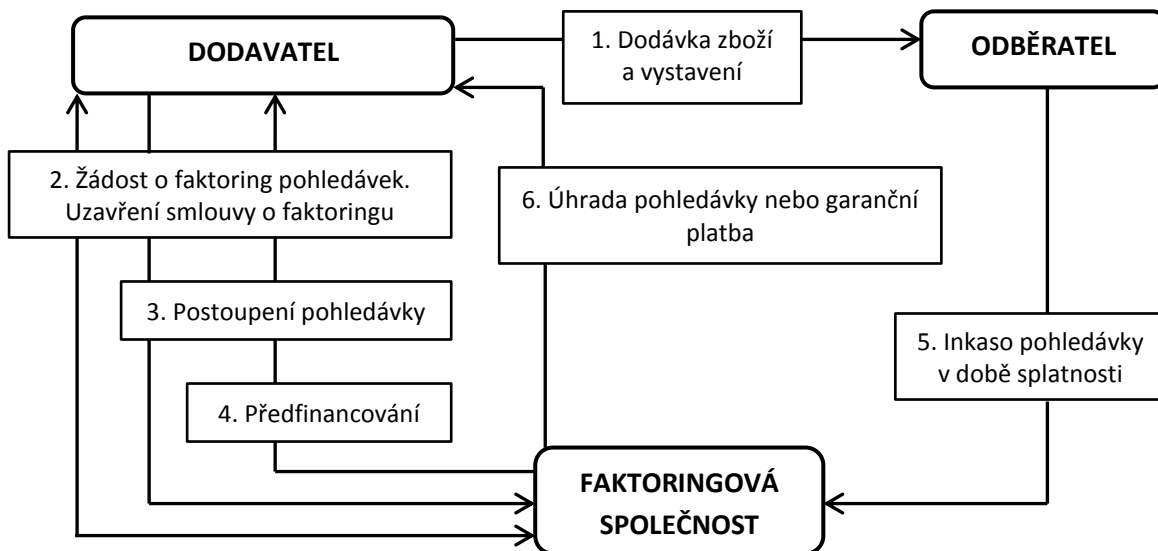 DODAVATEL
1. Dodávka zboží
a vystavení
ODBĚRATEL
2. Žádost o faktoring pohledávek.
Uzavření smlouvy o faktoringu
6. Úhrada pohledávky nebo garanční
platba
3. Postoupení pohledávky
5. Inkaso pohledávky
v době splatnosti
4. Předfinancování
FAKTORINGOVÁ
SPOLEČNOST